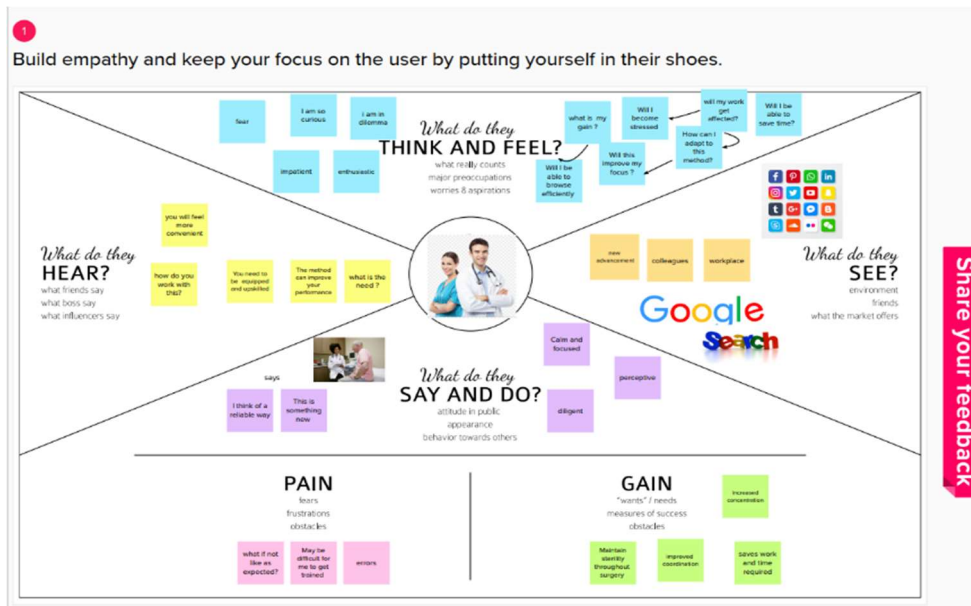 1
Build empathy and keep your focus on the user by putting yourself in their shoes.
fear
I am so
curious
I am in
dilemma
impatient
enthusiastic
What do they
THINK AND FEEL?
what really counts
major preoccupations
worries & aspirations
what is my
gain ?
Will I
become
stressed
will my work
get
affected?
Will I be
able to
save time?
How can I
adapt to
this
method?
Will this
improve my
focus ?
Will I be
able to
browse
efficiently
What do they
HEAR?
what friends say
what boss say
what influencers say
you will feel
more
convenient
how do you
work with
this?
You need to
be equipped
and upskilled
The method
can improve
your
performance
what is the
need ?
new
advancement
colleagues
workplace
Google
Search
What do they
SEE?
environment
friends
what the market offers
says
I think of a
reliable way
This is
something
new
What do they
SAY AND DO?
attitude in public
appearance
behavior towards others
Calm and
focused
perceptive
diligent
PAIN
fears
frustrations
obstacles
what if not
like as
expected?
May be
difficult for
me to get
trained
errors
GAIN
"wants" / needs
measures of success
obstacles
Increased
concentration
Maintain
sterility
throughout
surgery
improved
coordination
saves work
and time
required
Share your feedback